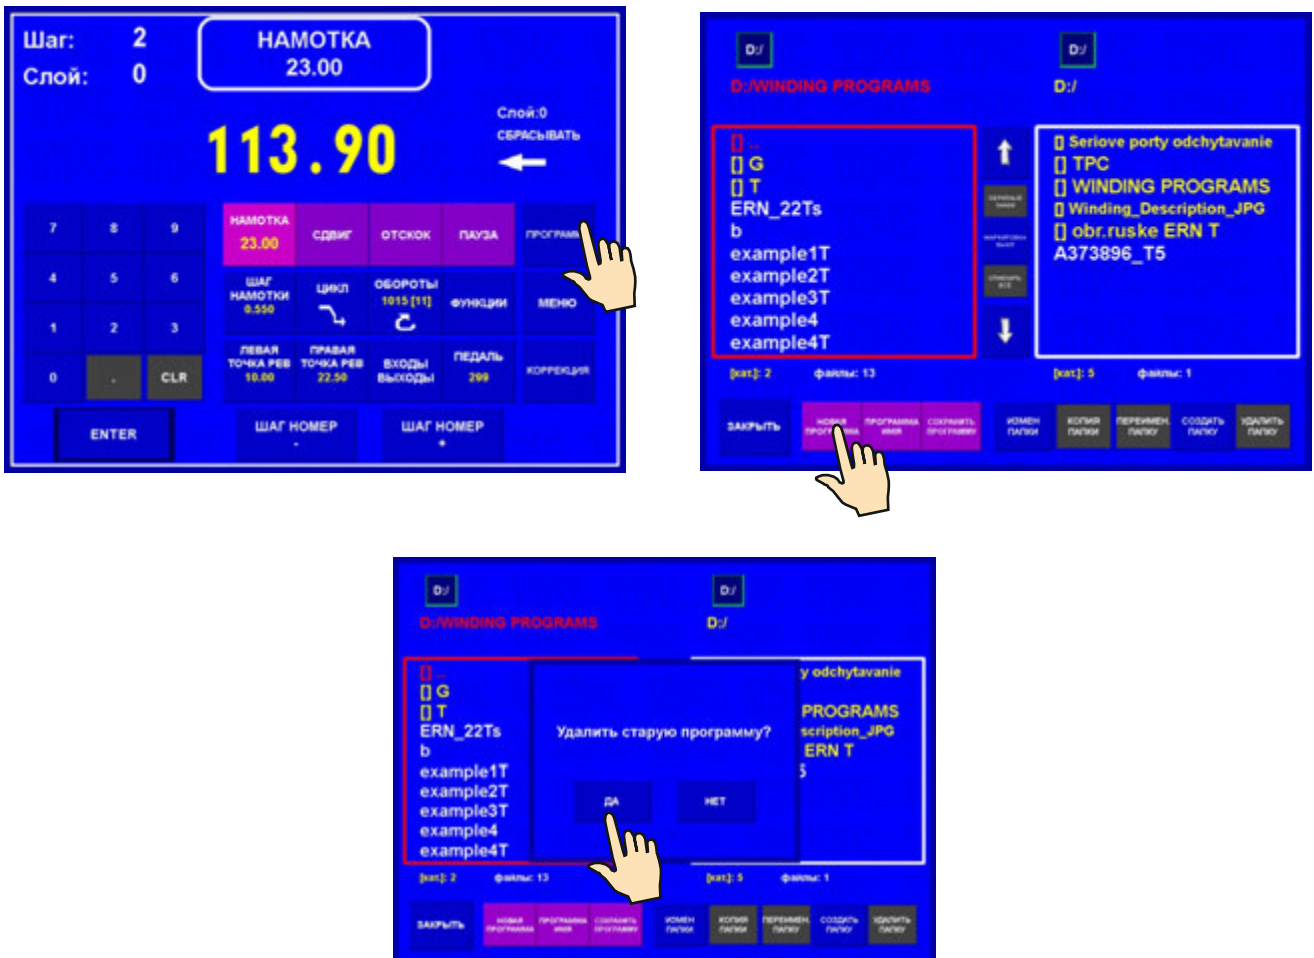 Шаг: 2
Слой: 0
НАМОТКА
23.00
113.90
Слой:0
СБРАСЫВАТЬ
7 8 9
4 5 6
1 2 3
0 . CLR
ENTER
НАМОТКА
23.00
СДВИГ
ОТСКОК
ПАУЗА
ШАГ
НАМОТКИ
0.550
ЦИКЛ
ОБОРОТЫ
1015 [11]
ФУНКЦИИ
МЕНЮ
ЛЕВАЯ
ТОЧКА РЕВ
10.00
ПРАВАЯ
ТОЧКА РЕВ
22.50
ВХОДЫ
ВЫХОДЫ
ПЕДАЛЬ
299
КОРРЕКЦИЯ
ШАГ НОМЕР
-
ШАГ НОМЕР
+
D:/
D:/WINDING PROGRAMS
[] ..
[] G
[] T
ERN_22Ts
b
example1T
example2T
example3T
example4
example4T
[кат.]: 2 файлы: 13
D:/
D:/
[] Seriove porty odchytavanie
[] TPC
[] WINDING PROGRAMS
[] Winding_Description_JPG
[] obr.ruske ERN T
A373896_T5
[кат.]: 5 файлы: 1
ЗАКРЫТЬ
ПРОГРАММА
ИМЯ
СОХРАНИТЬ
ПРОГРАММУ
ИЗМЕН
ПАПКИ
КОПИЯ
ПАПКИ
ПЕРЕИМЕН.
ПАПКУ
СОЗДАТЬ
ПАПКУ
УДАЛИТЬ
ПАПКУ
D:/
D:/WINDING PROGRAMS
[] ..
[] G
[] T
ERN_22Ts
b
example1T
example2T
example3T
example4
example4T
[кат.]: 2 файлы: 13
D:/
D:/
y odchytavanie
PROGRAMS
scription_JPG
ERN T
Удалить старую программу?
ДА
НЕТ
[кат.]: 5 файлы: 1
ЗАКРЫТЬ
НОВАЯ
ПРОГРАММА
ПРОГРАММА
ИМЯ
СОХРАНИТЬ
ПРОГРАММУ
ИЗМЕН
ПАПКИ
КОПИЯ
ПАПКИ
ПЕРЕИМЕН.
ПАПКУ
СОЗДАТЬ
ПАПКУ
УДАЛИТЬ
ПАПКУ